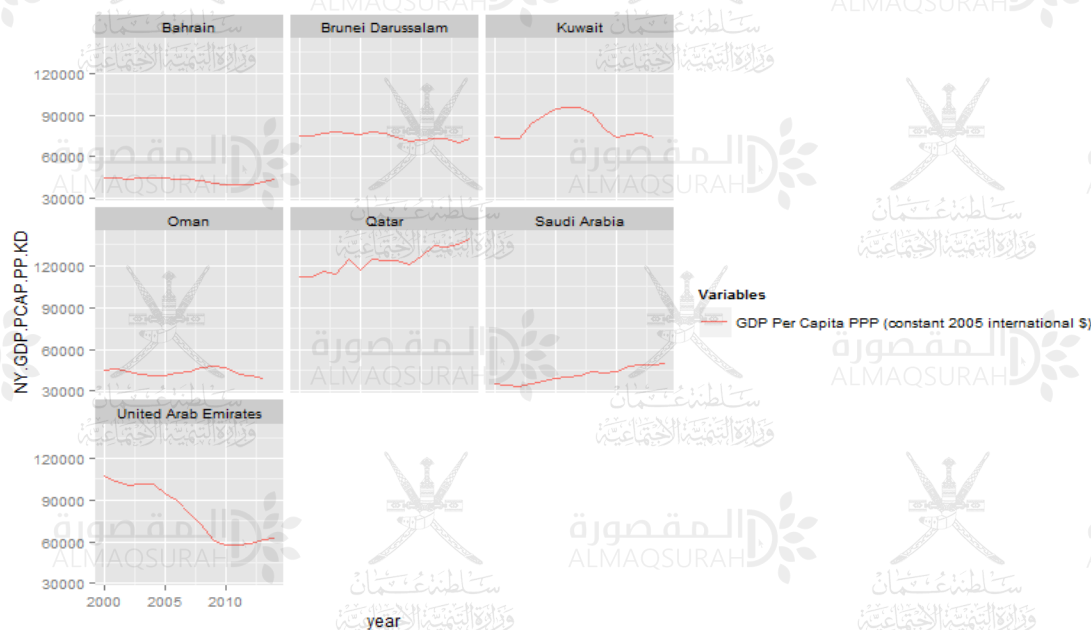 Bahrain
Brunei Darussalam
Kuwait
120000
90000
60000
30000
Oman
Qatar
Saudi Arabia
120000
90000
60000
30000
United Arab Emirates
120000
90000
60000
30000
2000
2005
2010
year
NY.GDP.PCAP.PP.KD
Variables
GDP Per Capita PPP (constant 2005 international $)
المقصورة
ALMAQSURAH
سلطنة عمان
وزارة التنمية الاجتماعية